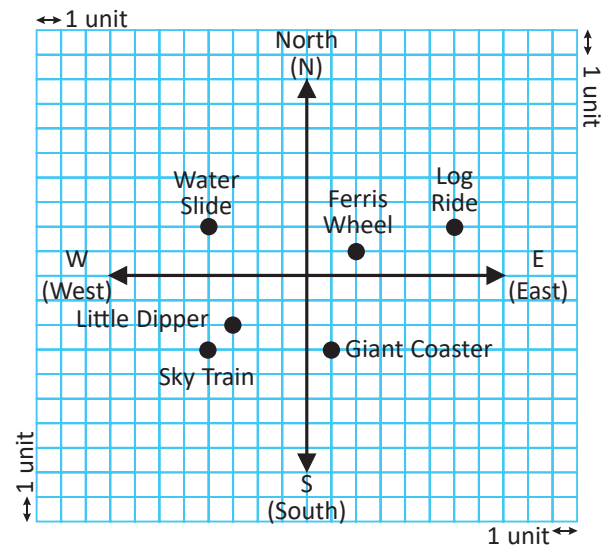 1 unit
North
(N)
1 unit
Water
Slide
Ferris
Wheel
Log
Ride
W
(West)
E
(East)
Little Dipper
Sky Train
Giant Coaster
1 unit
S
(South)
1 unit